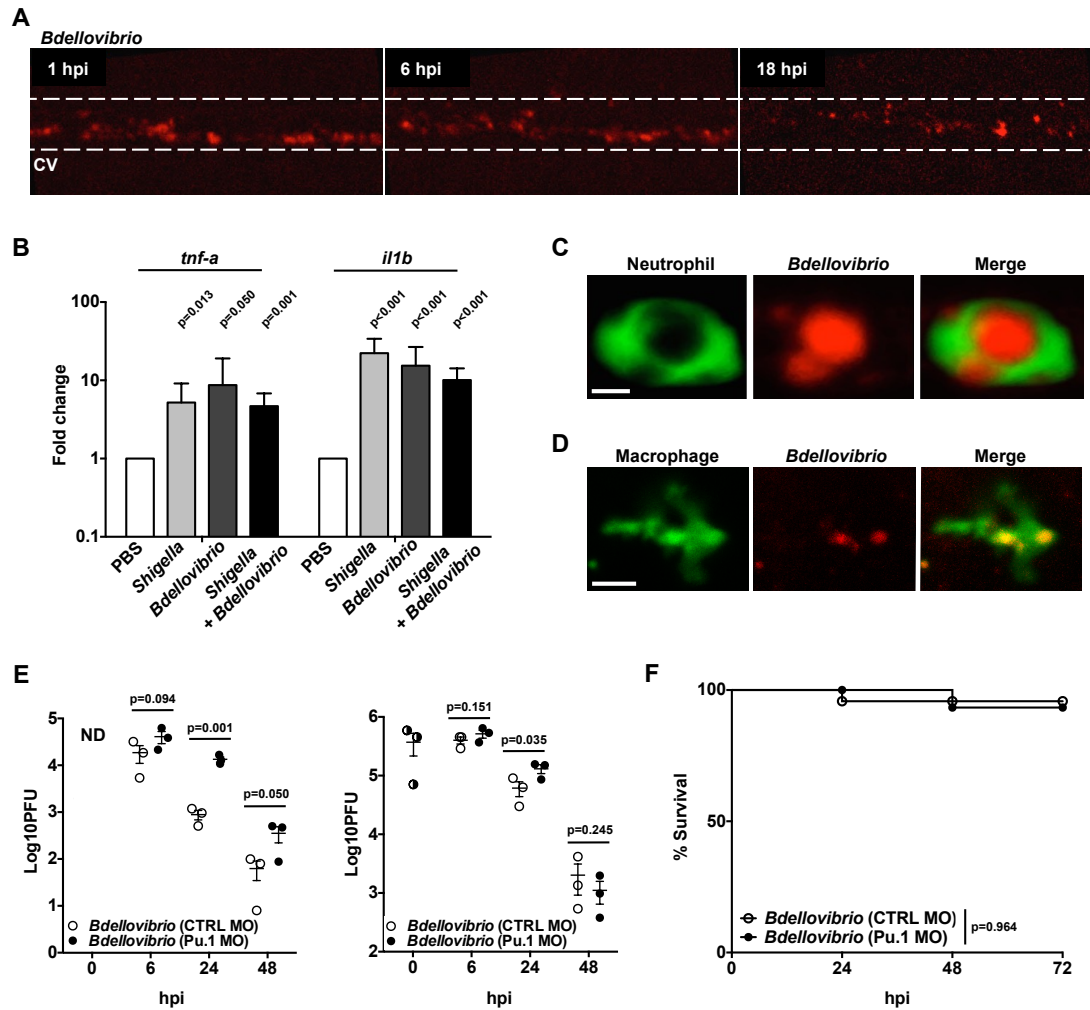 A
Bdellovibrio
1 hpi
6 hpi
18 hpi
CV
B
tnf-a
il1b
p=0.013
p=0.050
p=0.001
p<0.001
p<0.001
p<0.001
100
10
1
0.1
Fold change
PBS
Shigella
Bdellovibrio
Shigella
+ Bdellovibrio
PBS
Shigella
Bdellovibrio
Shigella
+ Bdellovibrio
C
Neutrophil
Bdellovibrio
Merge
D
Macrophage
Bdellovibrio
Merge
E
5
4
3
2
1
0
Log10PFU
ND
p=0.094
p=0.001
p=0.050
Bdellovibrio (CTRL MO)
Bdellovibrio (Pu.1 MO)
0
6
24
48
hpi
6
5
4
3
2
Log10PFU
p=0.151
p=0.035
p=0.245
Bdellovibrio (CTRL MO)
Bdellovibrio (Pu.1 MO)
0
6
24
48
hpi
F
100
50
0
% Survival
Bdellovibrio (CTRL MO)
Bdellovibrio (Pu.1 MO)
p=0.964
0
24
48
72
hpi